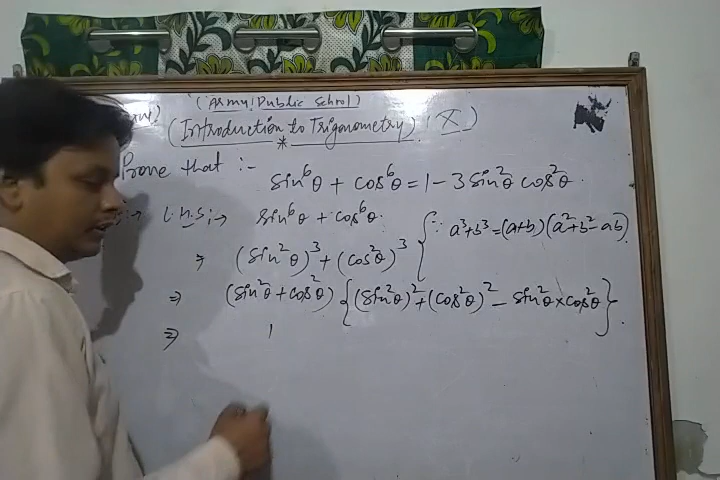 (Army Public School)
(Introduction to Trigonometry) (X)
*
Prove that :-
sin⁶θ + cos⁶θ = 1 - 3 sin²θ cos²θ.
L.H.S; → sin⁶θ + cos⁶θ.
⇒ (sin²θ)³ + (cos²θ)³ {∵ a³+b³ = (a+b)(a²+b²-ab)
⇒ (sin²θ + cos²θ) {(sin²θ)² + (cos²θ)² - sin²θ × cos²θ}.
⇒ 1